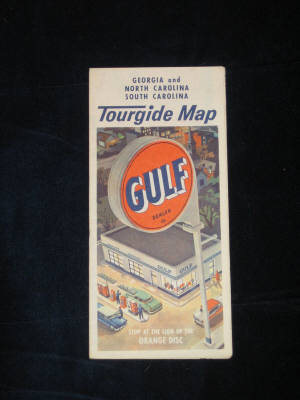 GEORGIA and
NORTH CAROLINA
SOUTH CAROLINA
Tourgide Map
GULF
DEALER
STOP AT THE SIGN OF THE
ORANGE DISC